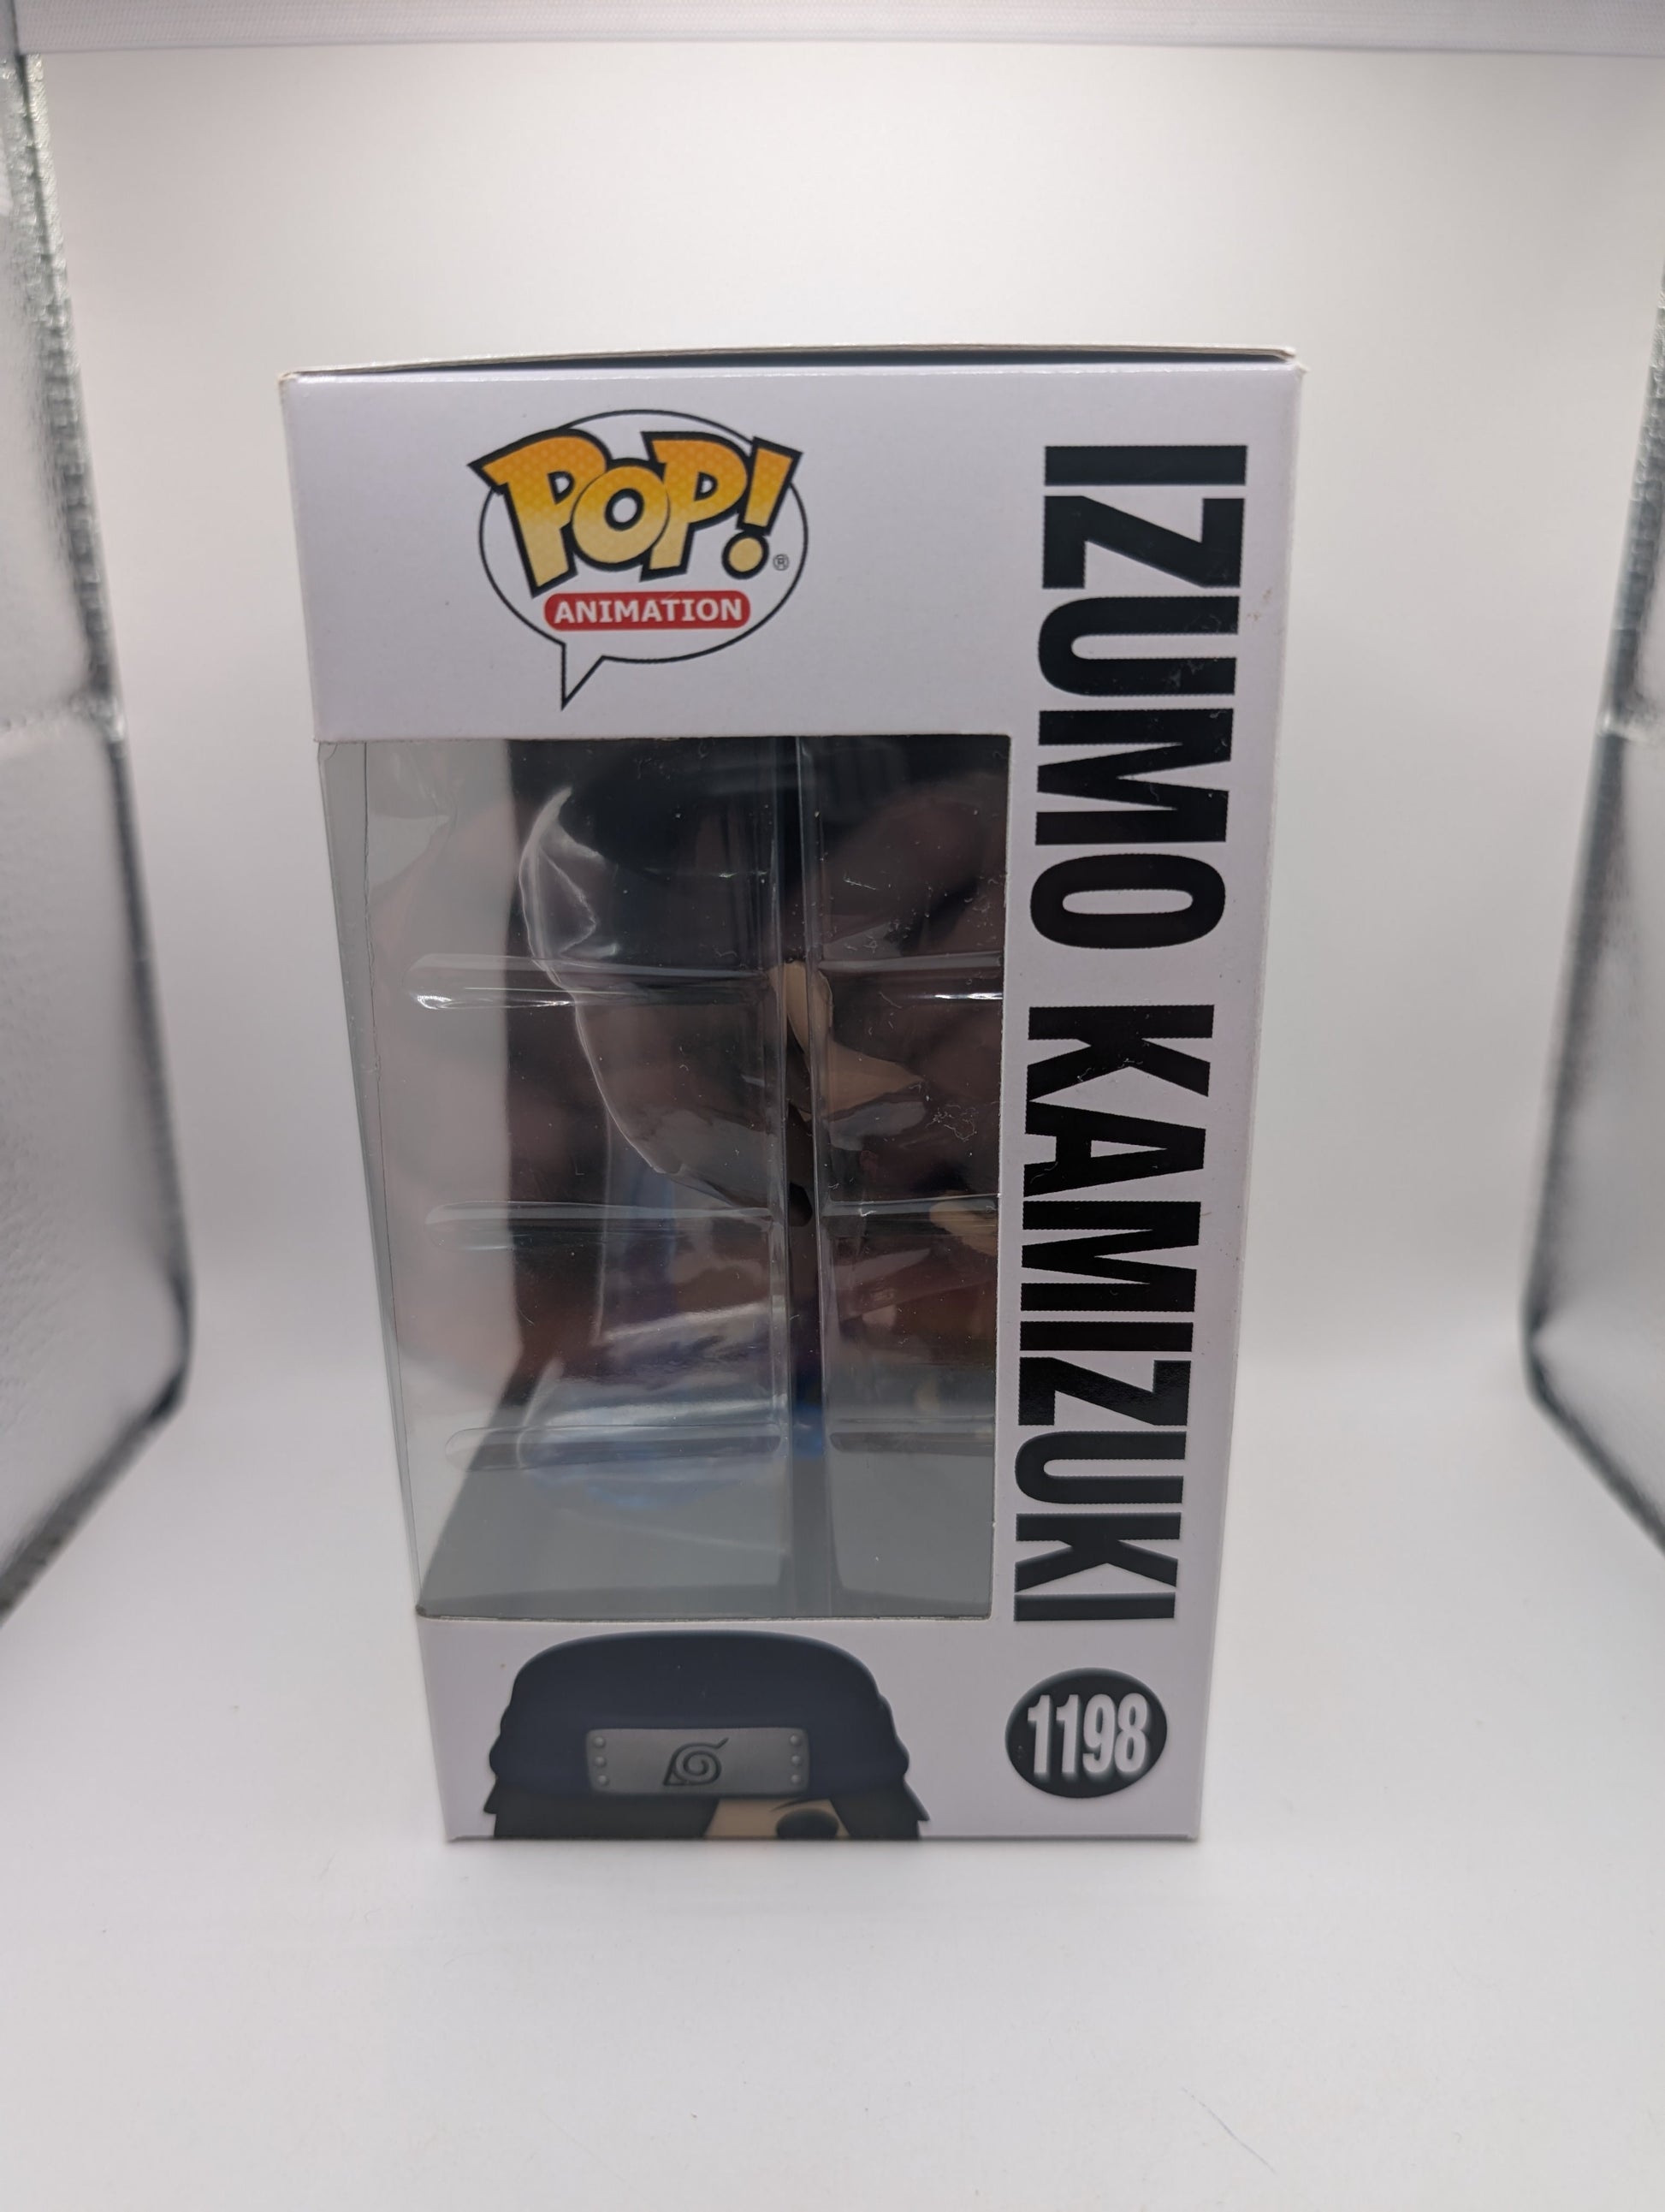 POP!®
ANIMATION
IZUMO KAMIZUKI
1198